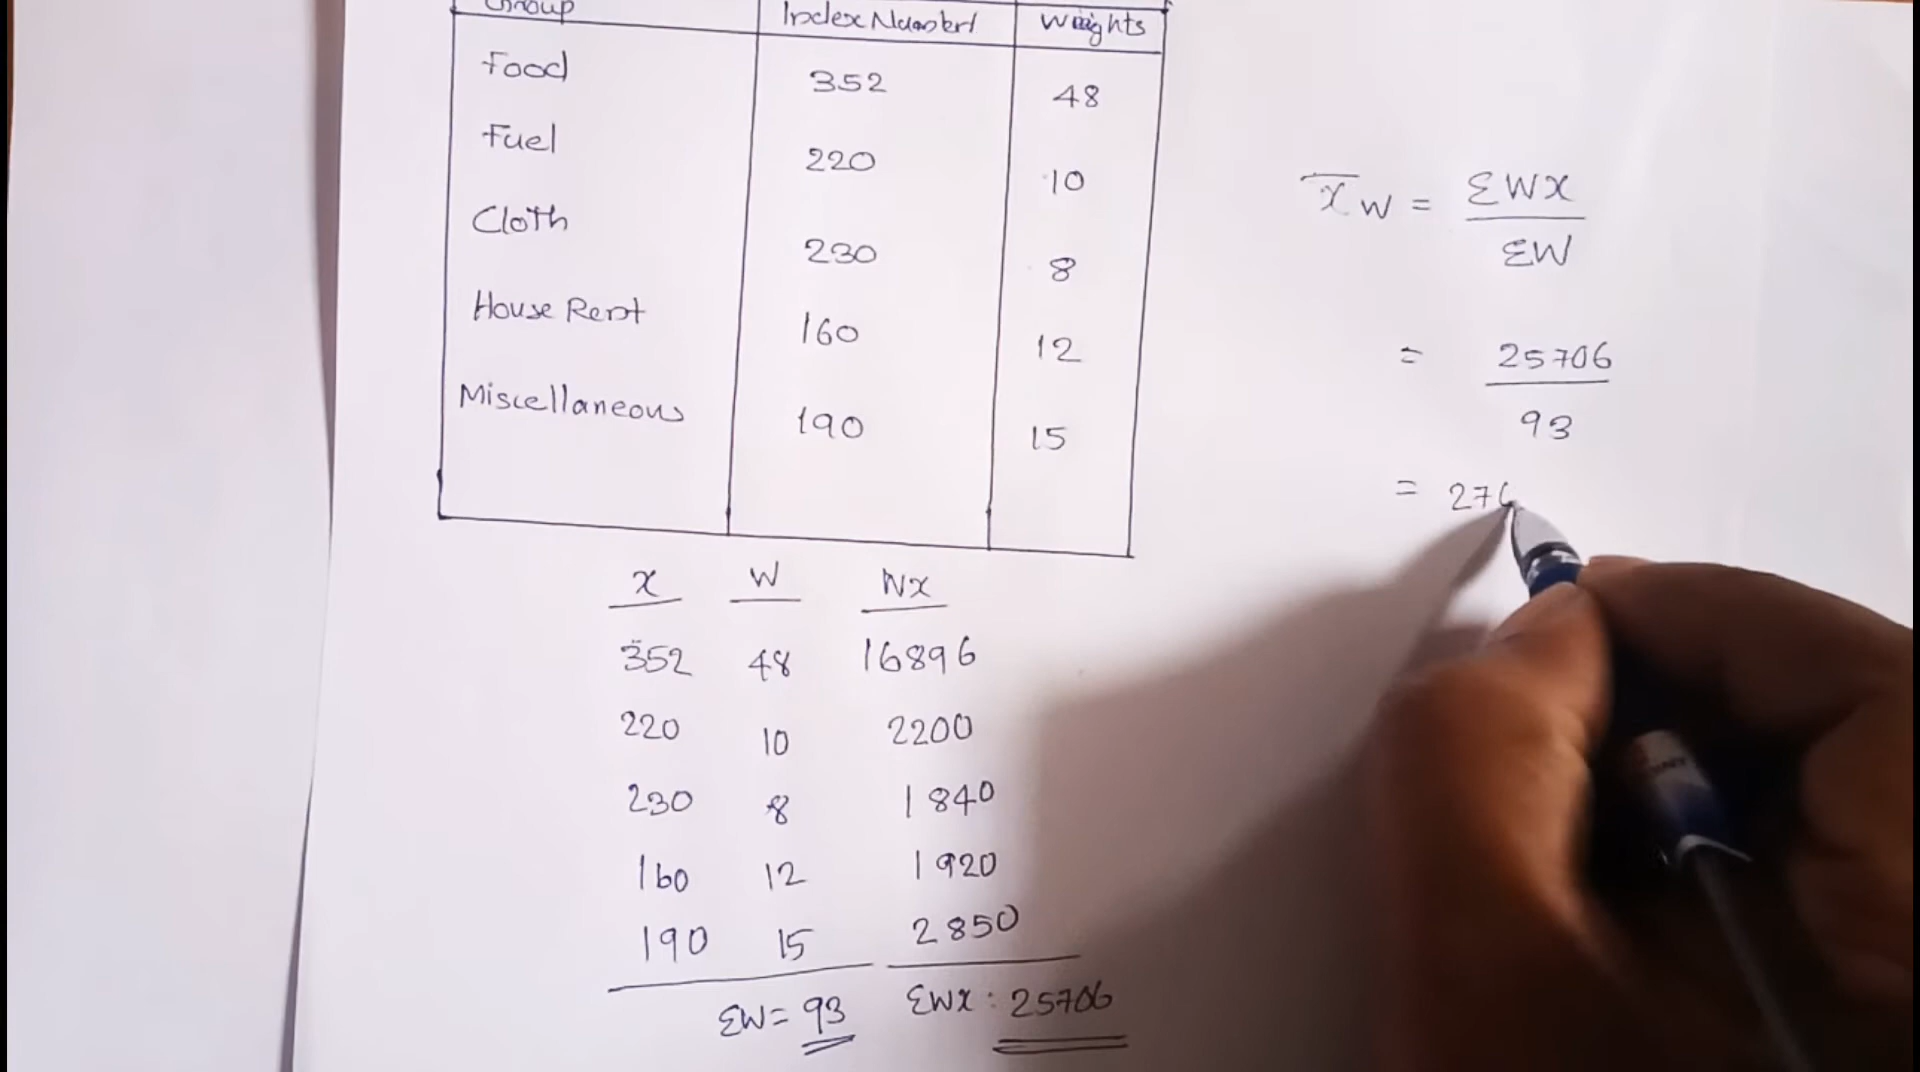 Group Index Number Weights
Food 352 48
Fuel 220 10
Cloth 230 8
House Rent 160 12
Miscellaneous 190 15
x W Wx
352 48 16896
220 10 2200
230 8 1840
160 12 1920
190 15 2850
ΣW = 93 ΣWx : 25706
x̄w = ΣWx
ΣW
= 25706
93
= 276